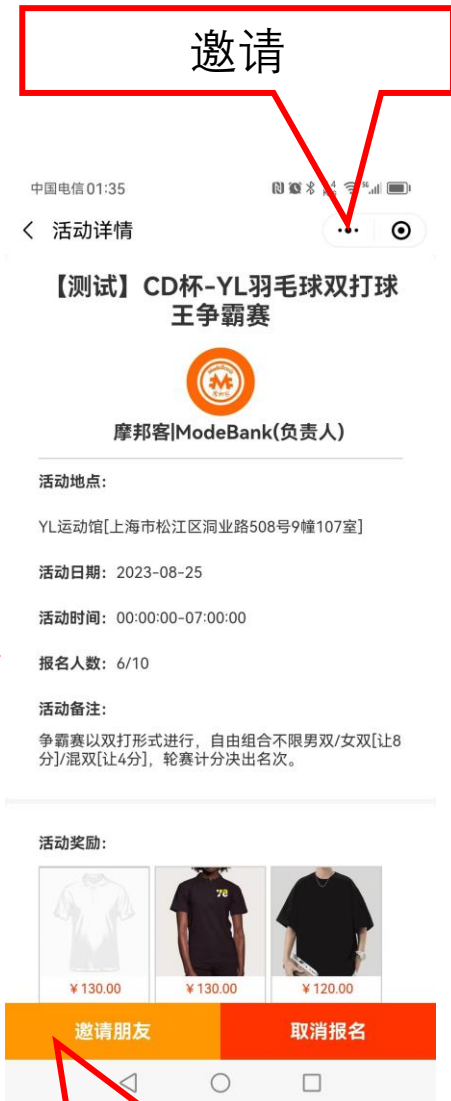 邀请
中国电信01:35
活动详情
【测试】CD杯-YL羽毛球双打球
王争霸赛
摩邦客|ModeBank(负责人)
活动地点：
YL运动馆[上海市松江区洞业路508号9幢107室]
活动日期：2023-08-25
活动时间：00:00:00-07:00:00
报名人数：6/10
活动备注：
争霸赛以双打形式进行，自由组合不限男双/女双[让8
分]/混双[让4分]，轮赛计分决出名次。
活动奖励：
¥130.00 ¥130.00 ¥120.00
邀请朋友 取消报名